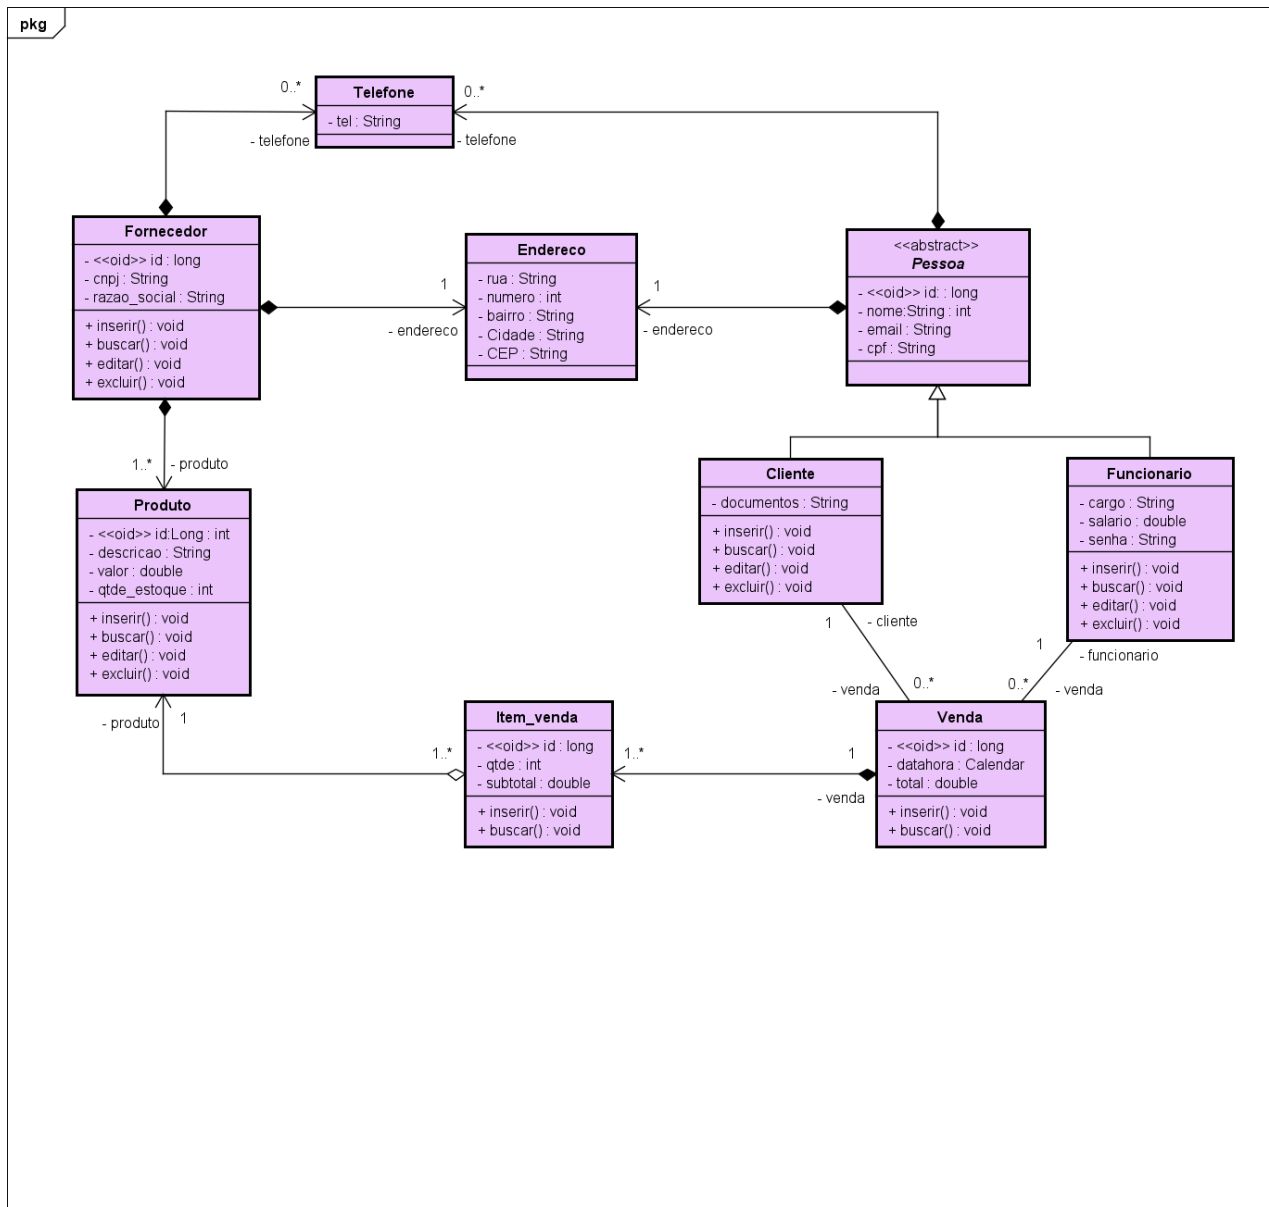 pkg
0..*
Telefone
- tel : String
0..*
- telefone
- telefone
Fornecedor
- <<oid>> id : long
- cnpj : String
- razao_social : String
+ inserir() : void
+ buscar() : void
+ editar() : void
+ excluir() : void
1
- endereco
Endereco
- rua : String
- numero : int
- bairro : String
- Cidade : String
- CEP : String
1
- endereco
<<abstract>>
Pessoa
- <<oid>> id: : long
- nome:String : int
- email : String
- cpf : String
1..*
- produto
Produto
- <<oid>> id:Long : int
- descricao : String
- valor : double
- qtde_estoque : int
+ inserir() : void
+ buscar() : void
+ editar() : void
+ excluir() : void
Cliente
- documentos : String
+ inserir() : void
+ buscar() : void
+ editar() : void
+ excluir() : void
Funcionario
- cargo : String
- salario : double
- senha : String
+ inserir() : void
+ buscar() : void
+ editar() : void
+ excluir() : void
1
- cliente
1
- funcionario
- venda
0..*
0..*
- venda
- produto
1
1..*
Item_venda
- <<oid>> id : long
- qtde : int
- subtotal : double
+ inserir() : void
+ buscar() : void
1..*
1
- venda
Venda
- <<oid>> id : long
- datahora : Calendar
- total : double
+ inserir() : void
+ buscar() : void